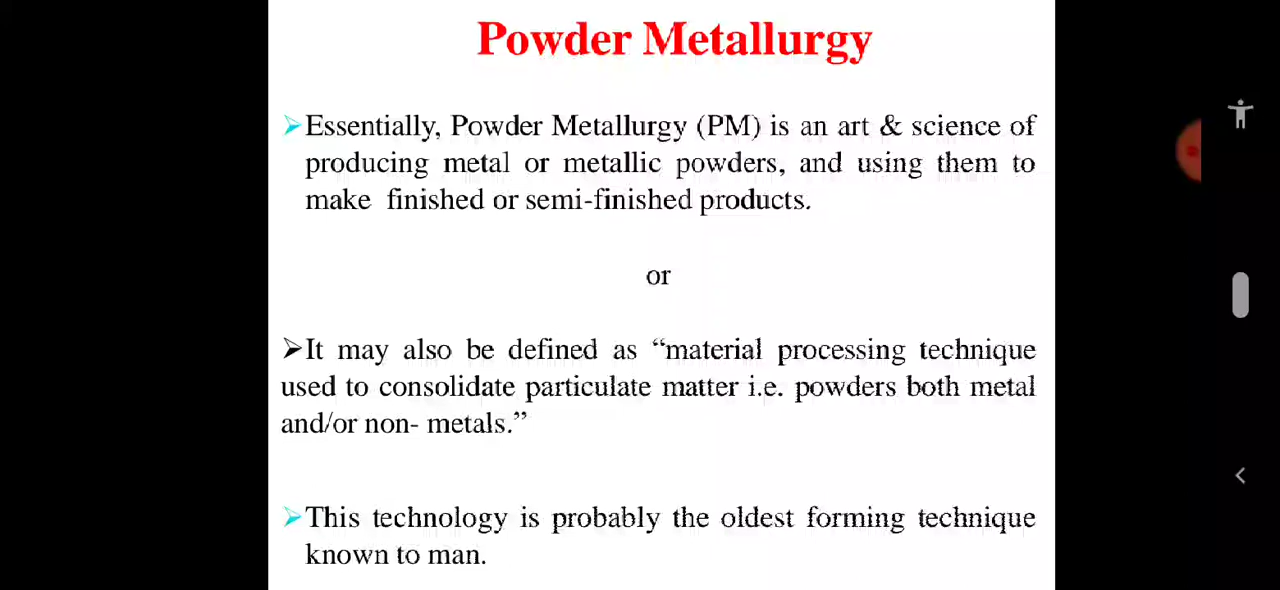 Powder Metallurgy
➢Essentially, Powder Metallurgy (PM) is an art & science of
producing metal or metallic powders, and using them to
make finished or semi-finished products.
or
➢It may also be defined as “material processing technique
used to consolidate particulate matter i.e. powders both metal
and/or non- metals.”
➢This technology is probably the oldest forming technique
known to man.